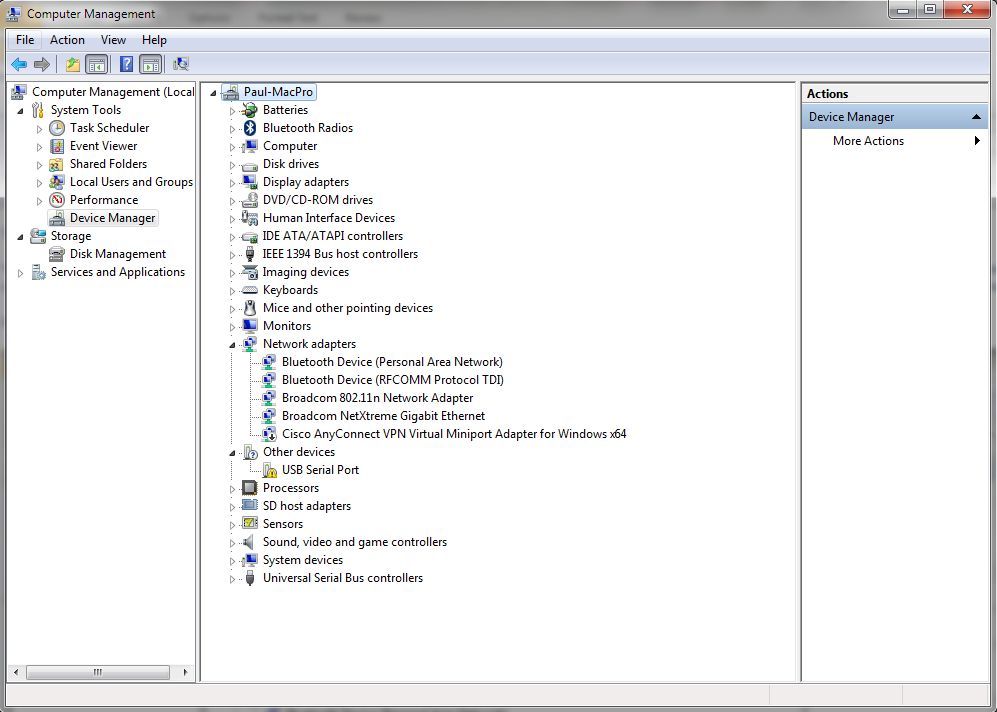 Computer Management
File Action View Help
Computer Management (Local
System Tools
Task Scheduler
Event Viewer
Shared Folders
Local Users and Groups
Performance
Device Manager
Storage
Disk Management
Services and Applications
Paul-MacPro
Batteries
Bluetooth Radios
Computer
Disk drives
Display adapters
DVD/CD-ROM drives
Human Interface Devices
IDE ATA/ATAPI controllers
IEEE 1394 Bus host controllers
Imaging devices
Keyboards
Mice and other pointing devices
Monitors
Network adapters
Bluetooth Device (Personal Area Network)
Bluetooth Device (RFCOMM Protocol TDI)
Broadcom 802.11n Network Adapter
Broadcom NetXtreme Gigabit Ethernet
Cisco AnyConnect VPN Virtual Miniport Adapter for Windows x64
Other devices
USB Serial Port
Processors
SD host adapters
Sensors
Sound, video and game controllers
System devices
Universal Serial Bus controllers
Actions
Device Manager
More Actions